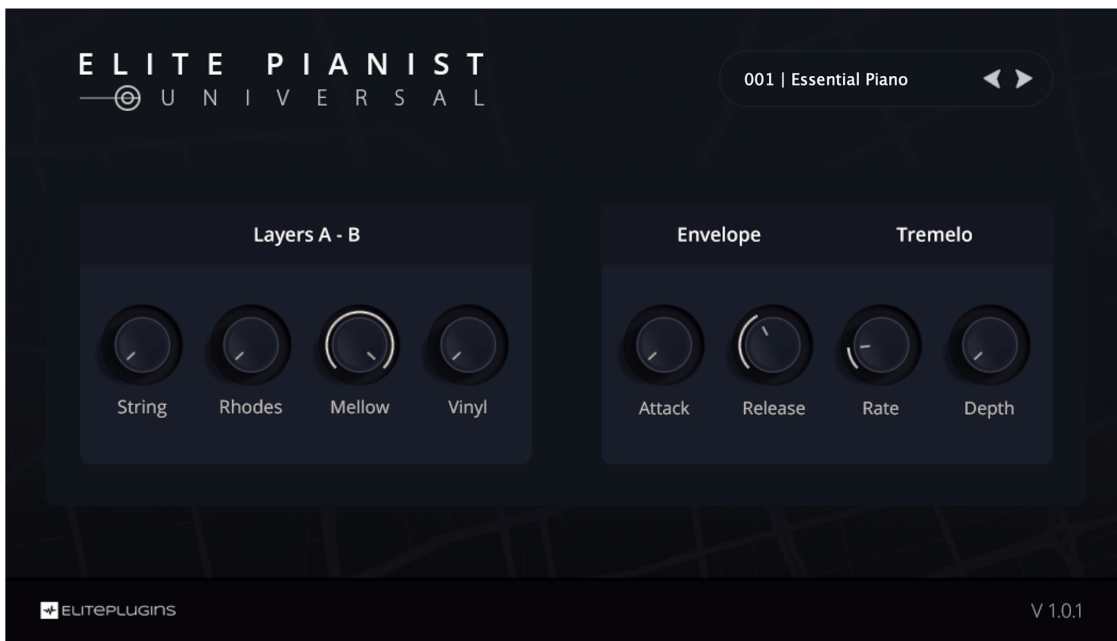 ELITE PIANIST
UNIVERSAL
001 | Essential Piano
Layers A - B
Envelope Tremelo
String Rhodes Mellow Vinyl
Attack Release Rate Depth
ELITEPLUGINS
V 1.0.1